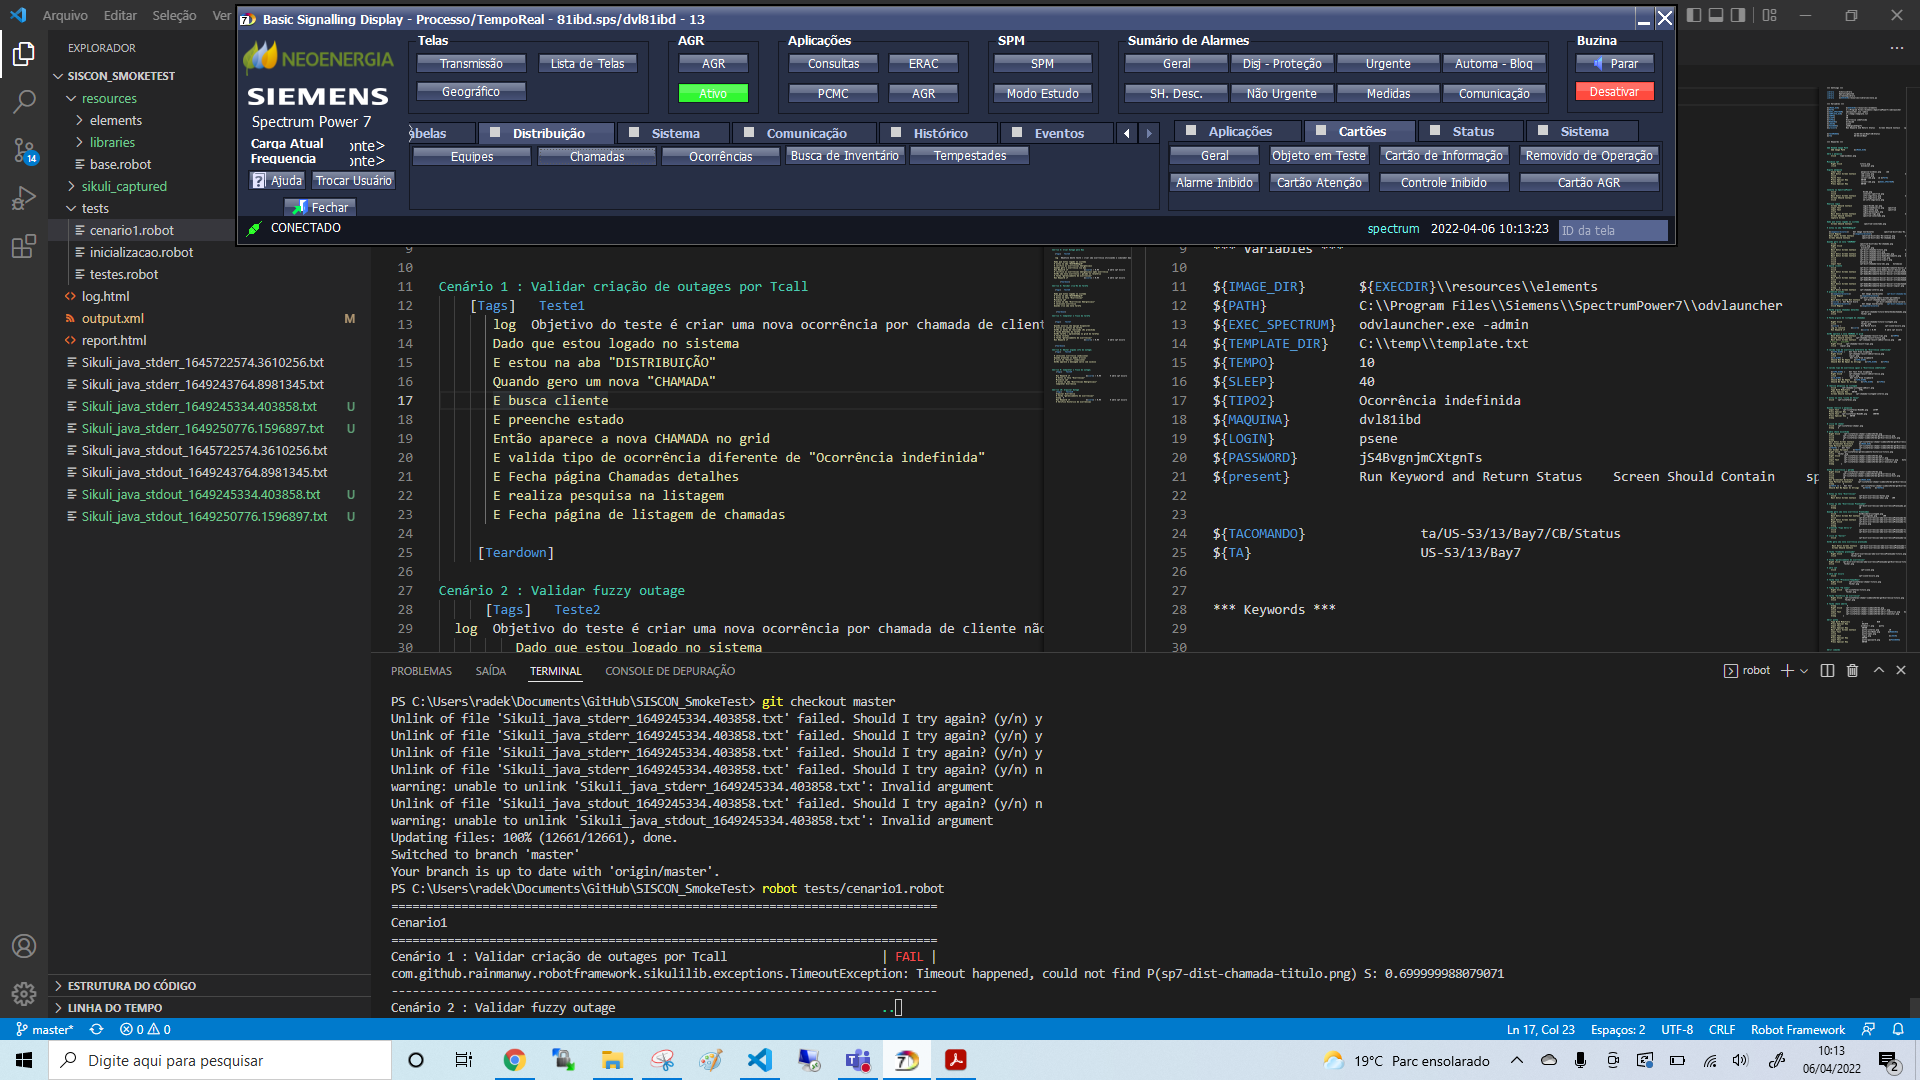 Arquivo Editar Seleção Ver
Basic Signalling Display - Processo/TempoReal - 81ibd.sps/dvl81ibd - 13
NEOENERGIA
SIEMENS
Spectrum Power 7
Carga Atual onte>
Frequencia onte>
Ajuda Trocar Usuário
Fechar
CONECTADO
Telas
Transmissão Lista de Telas
Geográfico
AGR
AGR
Ativo
Aplicações
Consultas ERAC
PCMC AGR
SPM
SPM
Modo Estudo
Sumário de Alarmes
Geral Disj - Proteção Urgente Automa - Bloq
SH. Desc. Não Urgente Medidas Comunicação
Buzina
Parar
Desativar
abelas Distribuição Sistema Comunicação Histórico Eventos
Equipes Chamadas Ocorrências Busca de Inventário Tempestades
Aplicações Cartões Status Sistema
Geral Objeto em Teste Cartão de Informação Removido de Operação
Alarme Inibido Cartão Atenção Controle Inibido Cartão AGR
spectrum 2022-04-06 10:13:23 ID da tela
EXPLORADOR
SISCON_SMOKETEST
resources
elements
libraries
base.robot
sikuli_captured
tests
cenario1.robot
inicializacao.robot
testes.robot
log.html
output.xml M
report.html
Sikuli_java_stderr_1645722574.3610256.txt
Sikuli_java_stderr_1649243764.8981345.txt
Sikuli_java_stderr_1649245334.403858.txt U
Sikuli_java_stderr_1649250776.1596897.txt U
Sikuli_java_stdout_1645722574.3610256.txt
Sikuli_java_stdout_1649243764.8981345.txt
Sikuli_java_stdout_1649245334.403858.txt U
Sikuli_java_stdout_1649250776.1596897.txt U
14
ESTRUTURA DO CÓDIGO
LINHA DO TEMPO
9
10
11 Cenário 1 : Validar criação de outages por Tcall
12 [Tags] Teste1
13 log Objetivo do teste é criar uma nova ocorrência por chamada de client
14 Dado que estou logado no sistema
15 E estou na aba "DISTRIBUIÇÃO"
16 Quando gero um nova "CHAMADA"
17 E busca cliente
18 E preenche estado
19 Então aparece a nova CHAMADA no grid
20 E valida tipo de ocorrência diferente de "Ocorrência indefinida"
21 E Fecha página Chamadas detalhes
22 E realiza pesquisa na listagem
23 E Fecha página de listagem de chamadas
24
25 [Teardown]
26
27 Cenário 2 : Validar fuzzy outage
28 [Tags] Teste2
29 log Objetivo do teste é criar uma nova ocorrência por chamada de cliente não
30 Dado que estou logado no sistema
9 *** Variables ***
10
11 ${IMAGE_DIR} ${EXECDIR}\\resources\\elements
12 ${PATH} C:\\Program Files\\Siemens\\SpectrumPower7\\odvlauncher
13 ${EXEC_SPECTRUM} odvlauncher.exe -admin
14 ${TEMPLATE_DIR} C:\\temp\\template.txt
15 ${TEMPO} 10
16 ${SLEEP} 40
17 ${TIPO2} Ocorrência indefinida
18 ${MAQUINA} dvl81ibd
19 ${LOGIN} psene
20 ${PASSWORD} jS4BvgnjmCXtgnTs
21 ${present} Run Keyword and Return Status Screen Should Contain sp
22
23
24 ${TACOMANDO} ta/US-S3/13/Bay7/CB/Status
25 ${TA} US-S3/13/Bay7
26
27
28 *** Keywords ***
29
30
PROBLEMAS SAÍDA TERMINAL CONSOLE DE DEPURAÇÃO
robot
PS C:\Users\radek\Documents\GitHub\SISCON_SmokeTest> git checkout master
Unlink of file 'Sikuli_java_stderr_1649245334.403858.txt' failed. Should I try again? (y/n) y
Unlink of file 'Sikuli_java_stderr_1649245334.403858.txt' failed. Should I try again? (y/n) y
Unlink of file 'Sikuli_java_stderr_1649245334.403858.txt' failed. Should I try again? (y/n) y
Unlink of file 'Sikuli_java_stderr_1649245334.403858.txt' failed. Should I try again? (y/n) n
warning: unable to unlink 'Sikuli_java_stderr_1649245334.403858.txt': Invalid argument
Unlink of file 'Sikuli_java_stdout_1649245334.403858.txt' failed. Should I try again? (y/n) n
warning: unable to unlink 'Sikuli_java_stdout_1649245334.403858.txt': Invalid argument
Updating files: 100% (12661/12661), done.
Switched to branch 'master'
Your branch is up to date with 'origin/master'.
PS C:\Users\radek\Documents\GitHub\SISCON_SmokeTest> robot tests/cenario1.robot
==============================================================================
Cenario1
==============================================================================
Cenário 1 : Validar criação de outages por Tcall | FAIL |
com.github.rainmanwy.robotframework.sikulilib.exceptions.TimeoutException: Timeout happened, could not find P(sp7-dist-chamada-titulo.png) S: 0.699999988079071
------------------------------------------------------------------------------
Cenário 2 : Validar fuzzy outage ..
master* 0 0
Ln 17, Col 23 Espaços: 2 UTF-8 CRLF Robot Framework
Digite aqui para pesquisar
19°C Parc ensolarado
10:13
06/04/2022
2